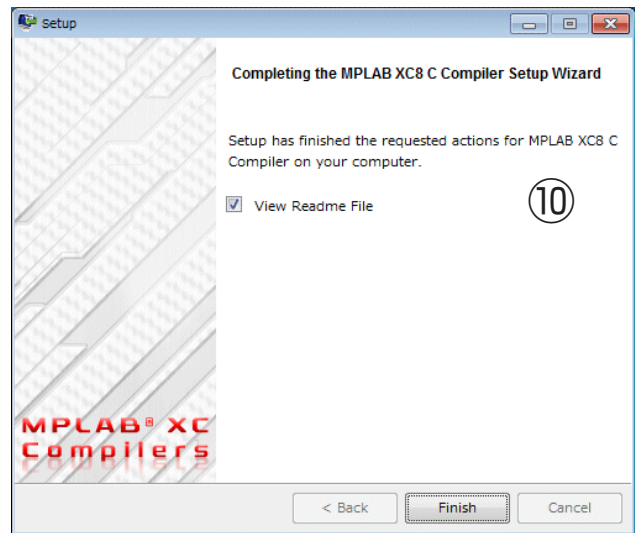 Setup
Completing the MPLAB XC8 C Compiler Setup Wizard
Setup has finished the requested actions for MPLAB XC8 C
Compiler on your computer.
View Readme File
⑩
MPLAB® XC
Compilers
< Back
Finish
Cancel